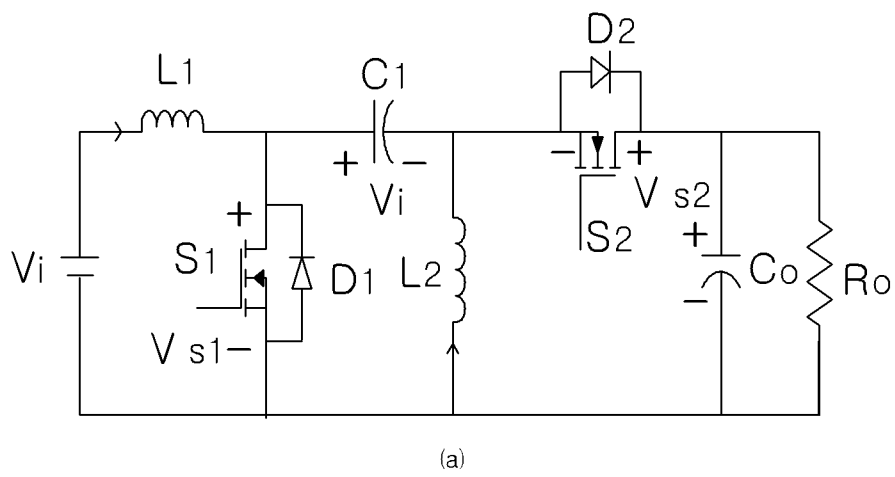 D2
L1
C1
+ -
Vi
- +
V s2
S2
Vi
+
S1
D1
V s1-
L2
+
-
Co
Ro
(a)